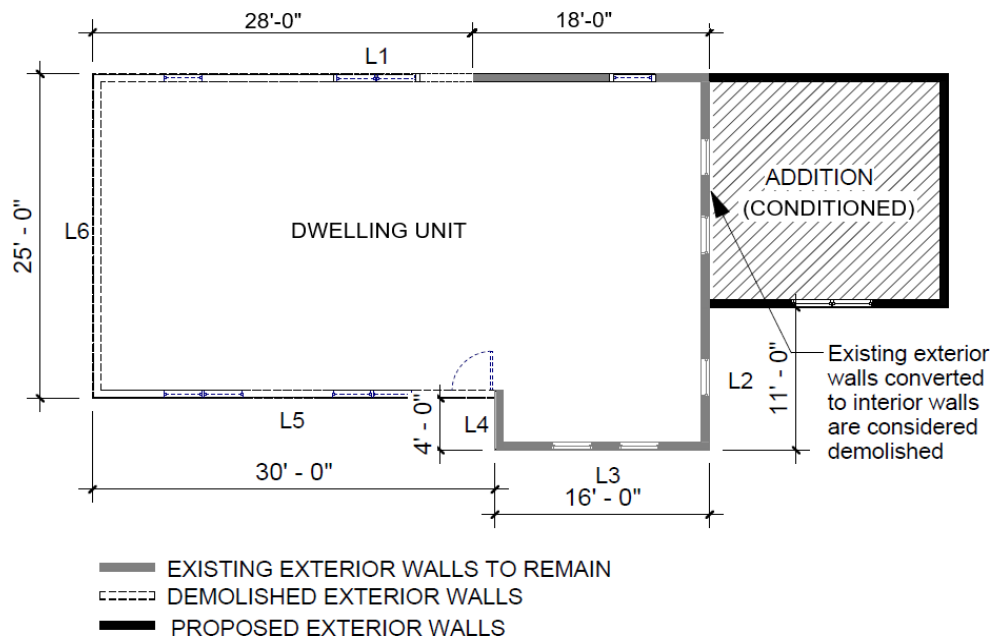 28'-0"
18'-0"
L1
25' - 0"
L6
DWELLING UNIT
ADDITION
(CONDITIONED)
L2
11' - 0"
Existing exterior
walls converted
to interior walls
are considered
demolished
L5
4' - 0"
L4
30' - 0"
L3
16' - 0"
EXISTING EXTERIOR WALLS TO REMAIN
DEMOLISHED EXTERIOR WALLS
PROPOSED EXTERIOR WALLS